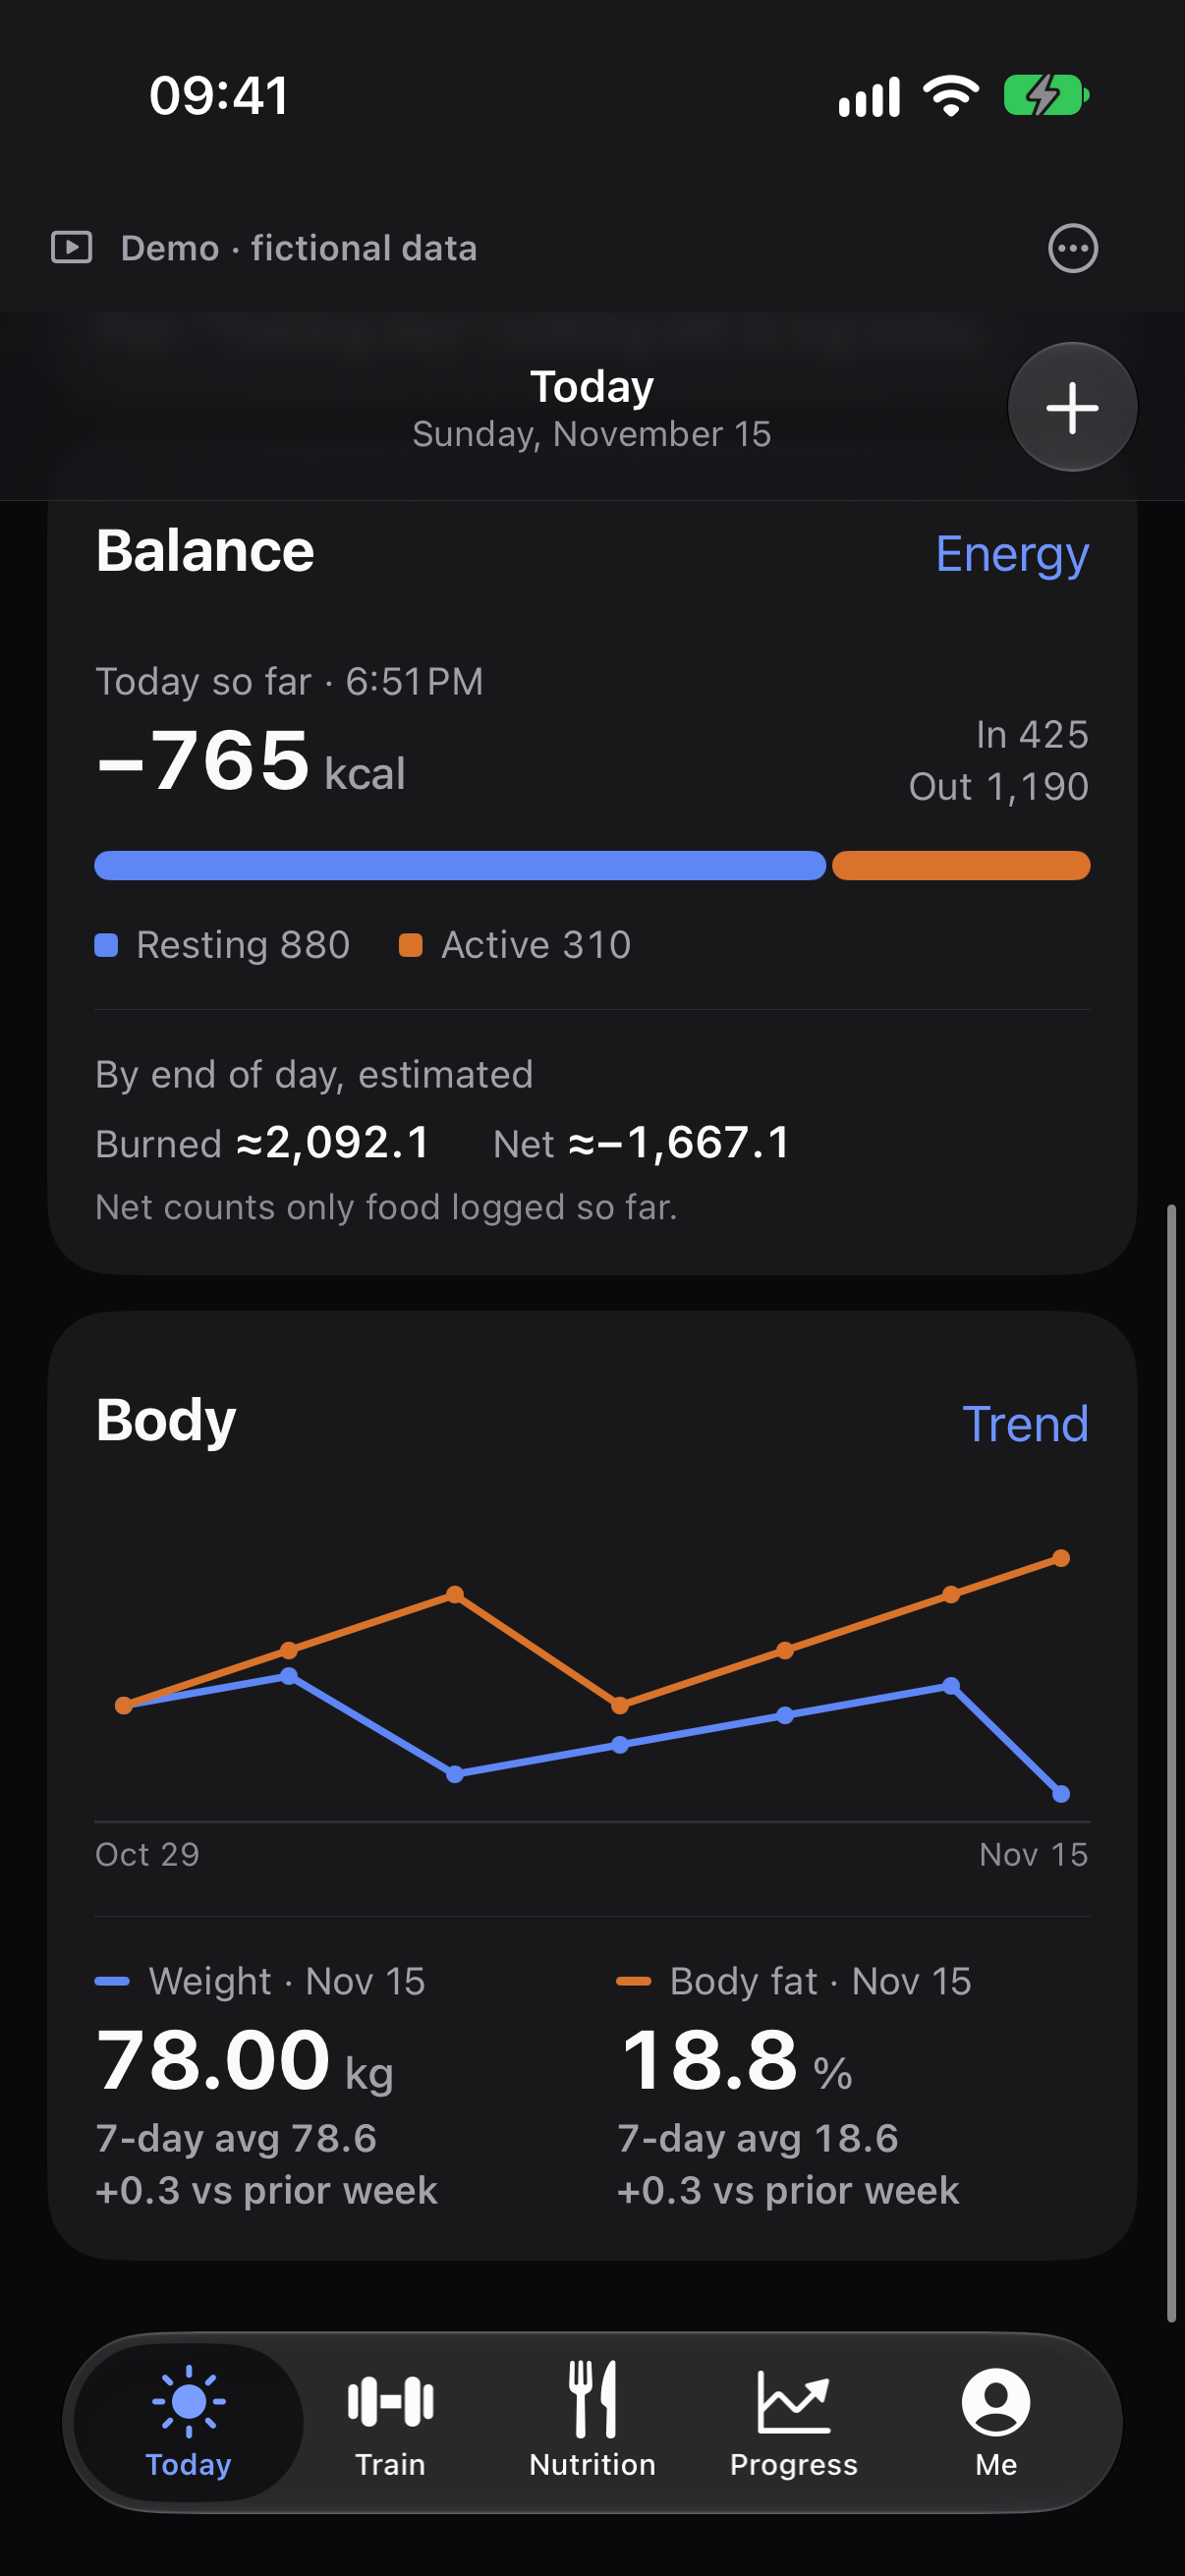 09:41
Demo · fictional data
Today
Sunday, November 15
Balance
Energy
Today so far · 6:51 PM
−765 kcal
In 425
Out 1,190
Resting 880
Active 310
By end of day, estimated
Burned ≈2,092.1
Net ≈−1,667.1
Net counts only food logged so far.
Body
Trend
Oct 29
Nov 15
Weight · Nov 15
78.00 kg
7-day avg 78.6
+0.3 vs prior week
Body fat · Nov 15
18.8 %
7-day avg 18.6
+0.3 vs prior week
Today
Train
Nutrition
Progress
Me